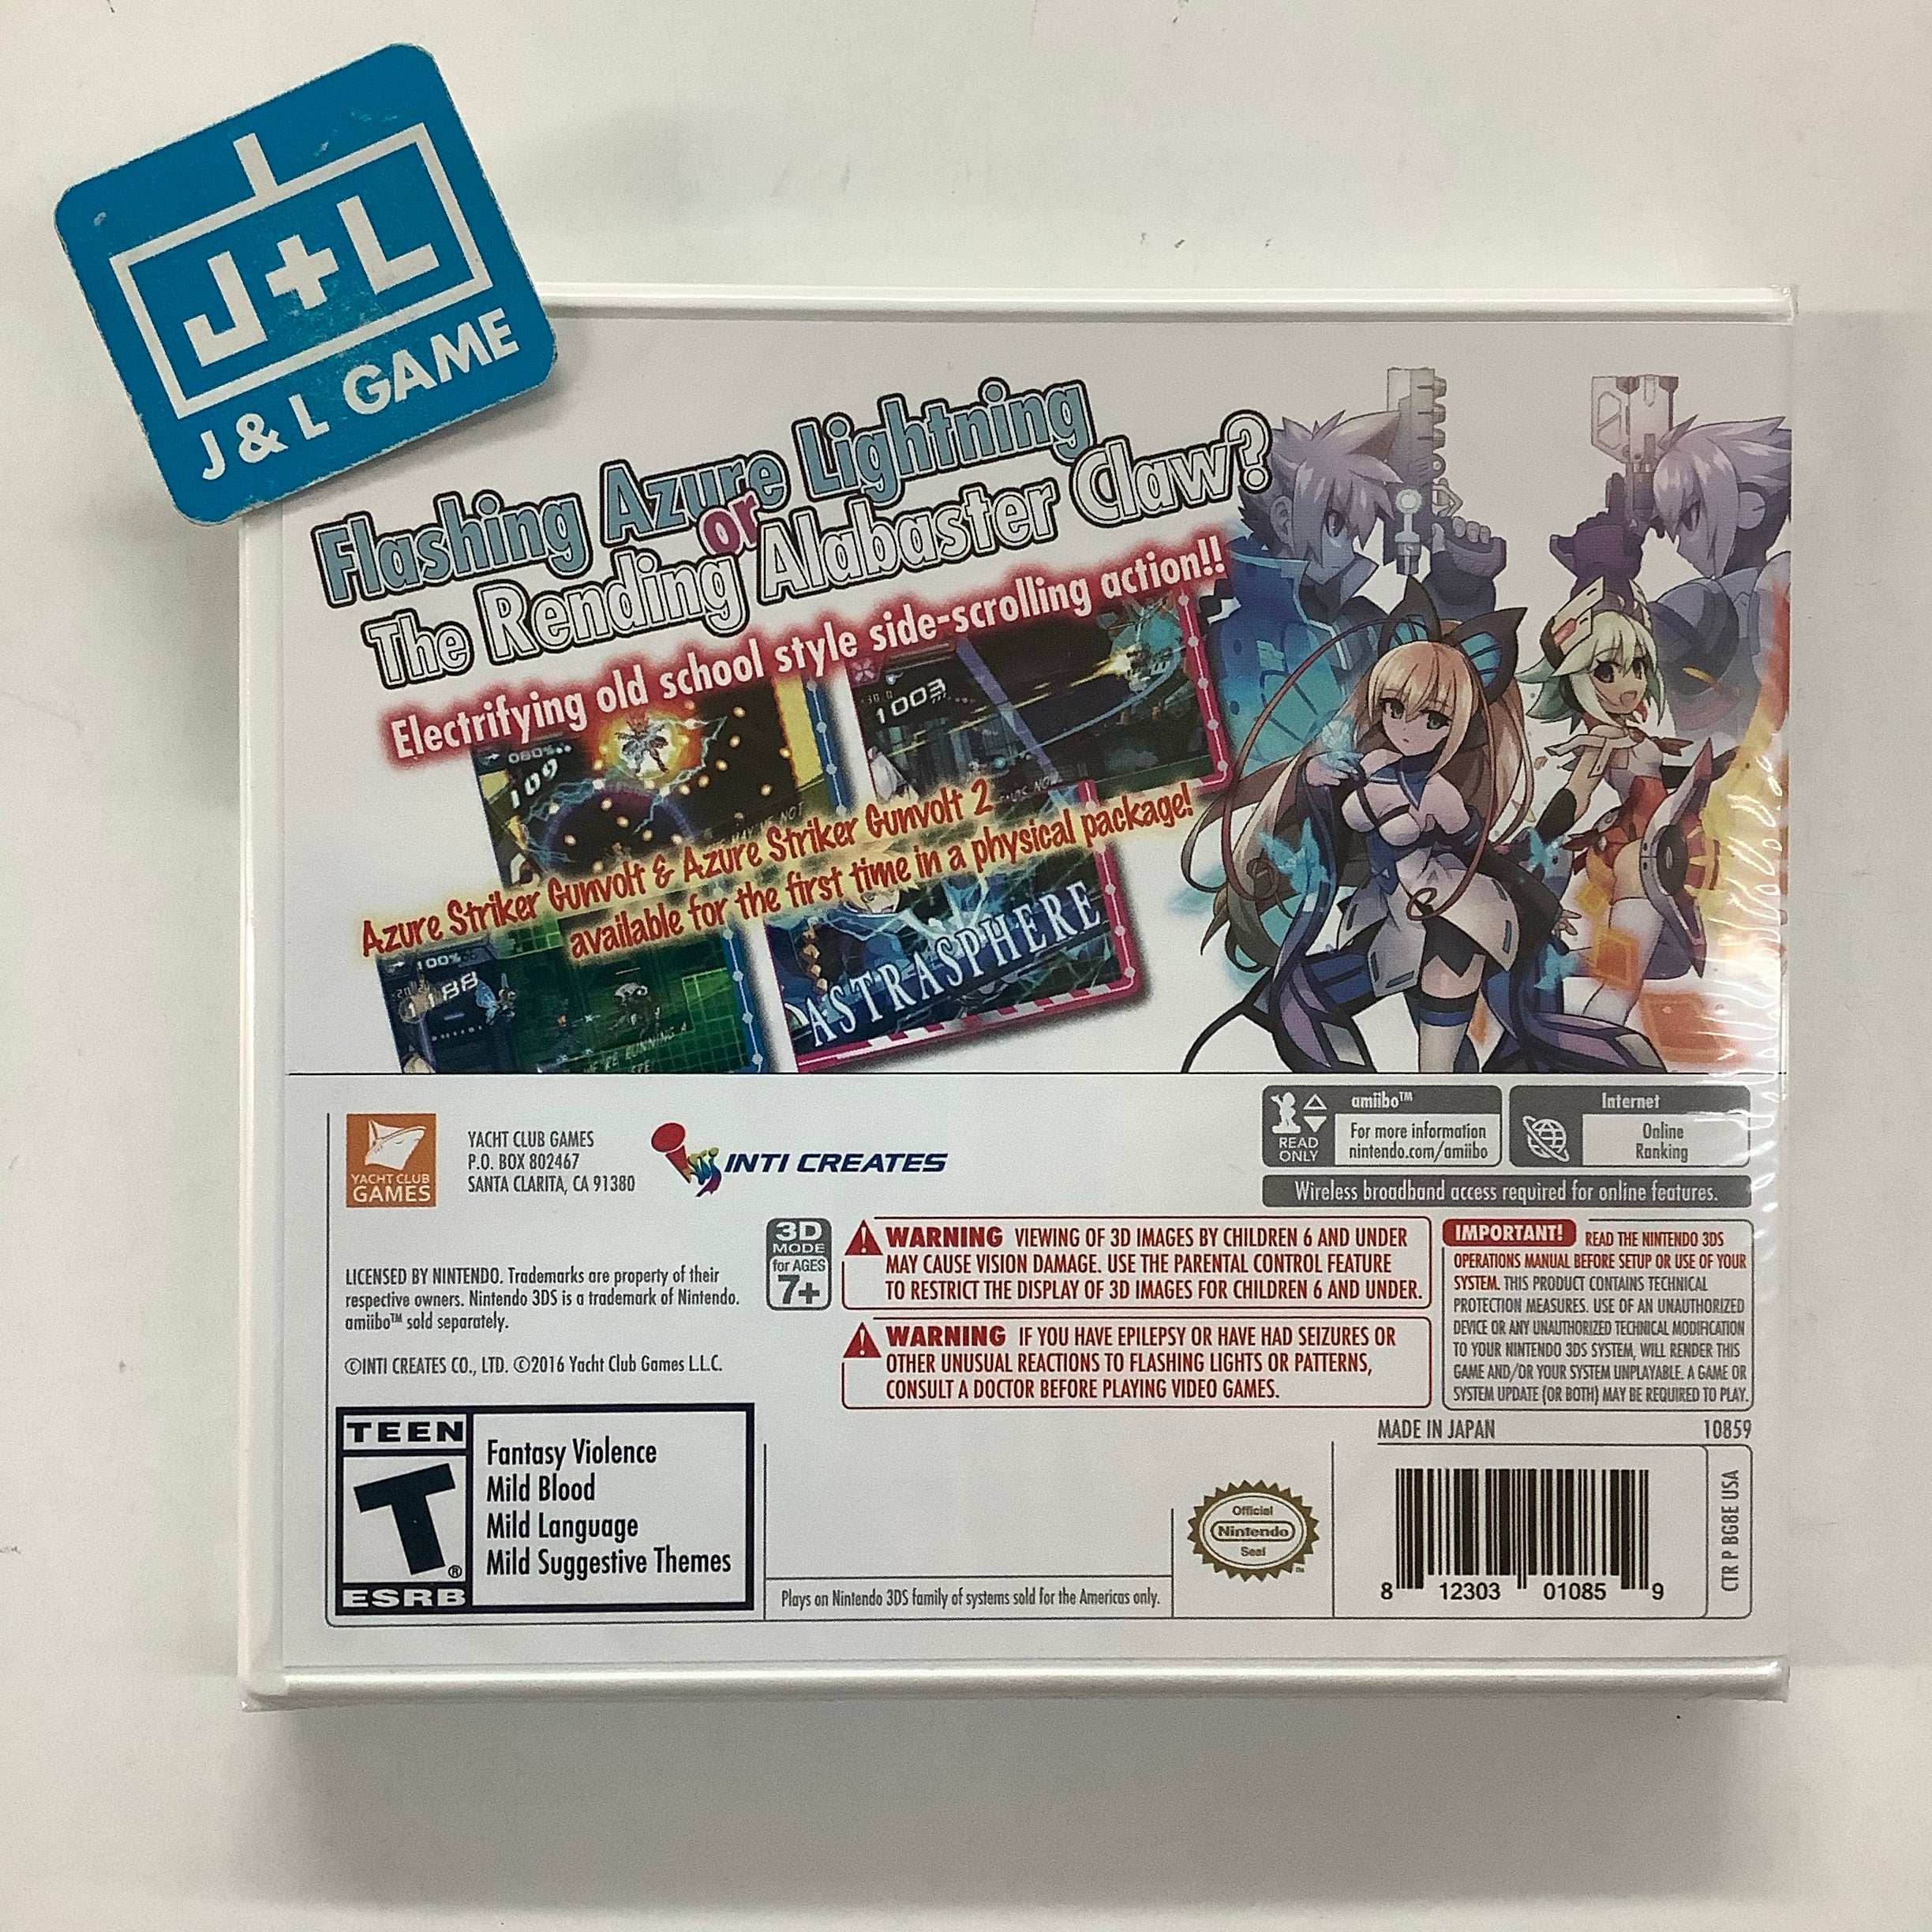 J+L
J & L GAME
Flashing Azure Lightning
or
The Rending Alabaster Claw?
Electrifying old school style side-scrolling action!!
060%
109
1003
MAY WE NOT
Azure Striker Gunvolt & Azure Striker Gunvolt 2
available for the first time in a physical package!
100%
188
ASTRASPHERE
YACHT CLUB
GAMES
YACHT CLUB GAMES
P.O. BOX 802467
SANTA CLARITA, CA 91380
INTI CREATES
READ
ONLY
amiibo™
For more information
nintendo.com/amiibo
Internet
Online
Ranking
Wireless broadband access required for online features.
LICENSED BY NINTENDO. Trademarks are property of their
respective owners. Nintendo 3DS is a trademark of Nintendo.
amiibo™ sold separately.
©INTI CREATES CO., LTD. ©2016 Yacht Club Games L.L.C.
3D
MODE
for AGES
7+
WARNING VIEWING OF 3D IMAGES BY CHILDREN 6 AND UNDER
MAY CAUSE VISION DAMAGE. USE THE PARENTAL CONTROL FEATURE
TO RESTRICT THE DISPLAY OF 3D IMAGES FOR CHILDREN 6 AND UNDER.
WARNING IF YOU HAVE EPILEPSY OR HAVE HAD SEIZURES OR
OTHER UNUSUAL REACTIONS TO FLASHING LIGHTS OR PATTERNS,
CONSULT A DOCTOR BEFORE PLAYING VIDEO GAMES.
IMPORTANT! READ THE NINTENDO 3DS
OPERATIONS MANUAL BEFORE SETUP OR USE OF YOUR
SYSTEM. THIS PRODUCT CONTAINS TECHNICAL
PROTECTION MEASURES. USE OF AN UNAUTHORIZED
DEVICE OR ANY UNAUTHORIZED TECHNICAL MODIFICATION
TO YOUR NINTENDO 3DS SYSTEM, WILL RENDER THIS
GAME AND/OR YOUR SYSTEM UNPLAYABLE. A GAME OR
SYSTEM UPDATE (OR BOTH) MAY BE REQUIRED TO PLAY.
TEEN
T®
ESRB
Fantasy Violence
Mild Blood
Mild Language
Mild Suggestive Themes
Plays on Nintendo 3DS family of systems sold for the Americas only.
Official
Nintendo
Seal
MADE IN JAPAN
10859
8 12303 01085 9
CTR P BG8E USA